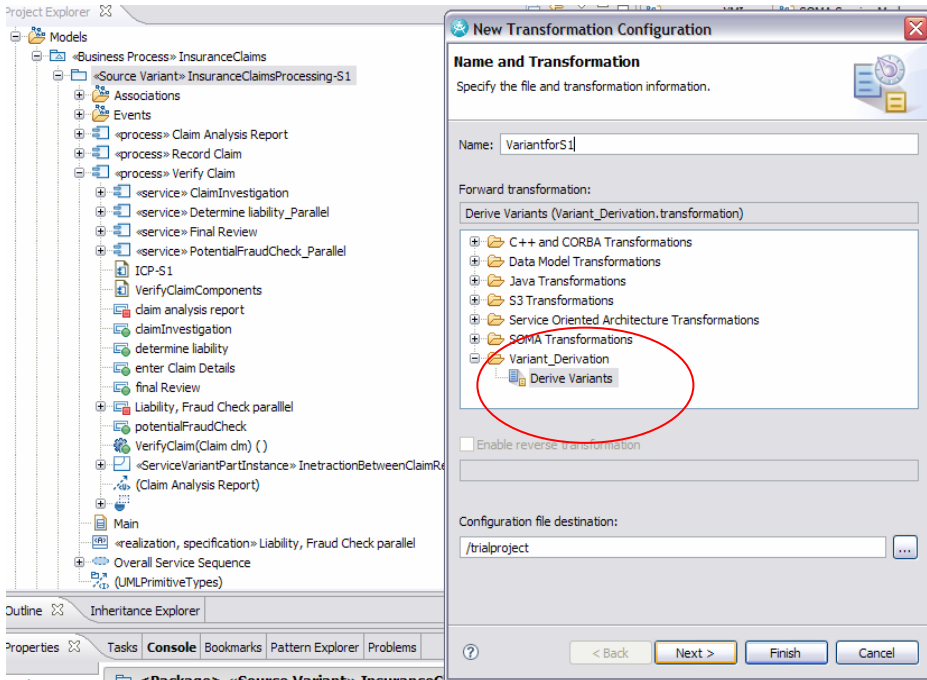 Project Explorer
Models
«Business Process» InsuranceClaims
«Source Variant» InsuranceClaimsProcessing-S1
Associations
Events
«process» Claim Analysis Report
«process» Record Claim
«process» Verify Claim
«service» ClaimInvestigation
«service» Determine liability_Parallel
«service» Final Review
«service» PotentialFraudCheck_Parallel
ICP-S1
VerifyClaimComponents
claim analysis report
claimInvestigation
determine liability
enter Claim Details
final Review
Liability, Fraud Check paralllel
potentialFraudCheck
VerifyClaim(Claim clm) ( )
«ServiceVariantPartInstance» InetractionBetweenClaimRe
(Claim Analysis Report)
Main
«realization, specification» Liability, Fraud Check parallel
Overall Service Sequence
(UMLPrimitiveTypes)
Outline Inheritance Explorer
Properties Tasks Console Bookmarks Pattern Explorer Problems
<Package> «Source Variant» InsuranceC
New Transformation Configuration
Name and Transformation
Specify the file and transformation information.
Name: VariantforS1
Forward transformation:
Derive Variants (Variant_Derivation.transformation)
C++ and CORBA Transformations
Data Model Transformations
Java Transformations
S3 Transformations
Service Oriented Architecture Transformations
SOMA Transformations
Variant_Derivation
Derive Variants
Enable reverse transformation
Configuration file destination:
/trialproject
...
? < Back Next > Finish Cancel